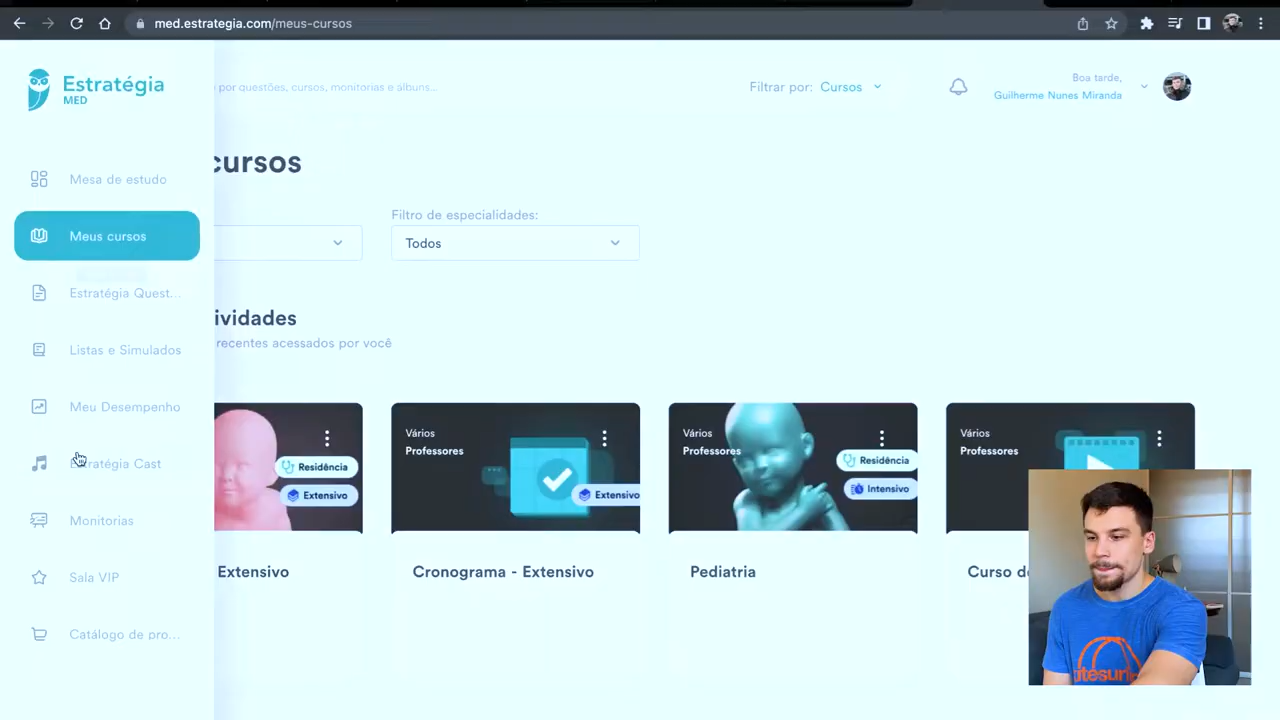 med.estrategia.com/meus-cursos
Estratégia
MED
por questões, cursos, monitorias e álbuns...
Filtrar por: Cursos
Boa tarde,
Guilherme Nunes Miranda
cursos
Mesa de estudo
Meus cursos
Estratégia Quest...
Listas e Simulados
Meu Desempenho
Estratégia Cast
Monitorias
Sala VIP
Catálogo de pro...
Filtro de especialidades:
Todos
ividades
recentes acessados por você
Residência
Extensivo
Extensivo
Vários
Professores
Extensivo
Cronograma - Extensivo
Vários
Professores
Residência
Intensivo
Pediatria
Vários
Professores
Curso de